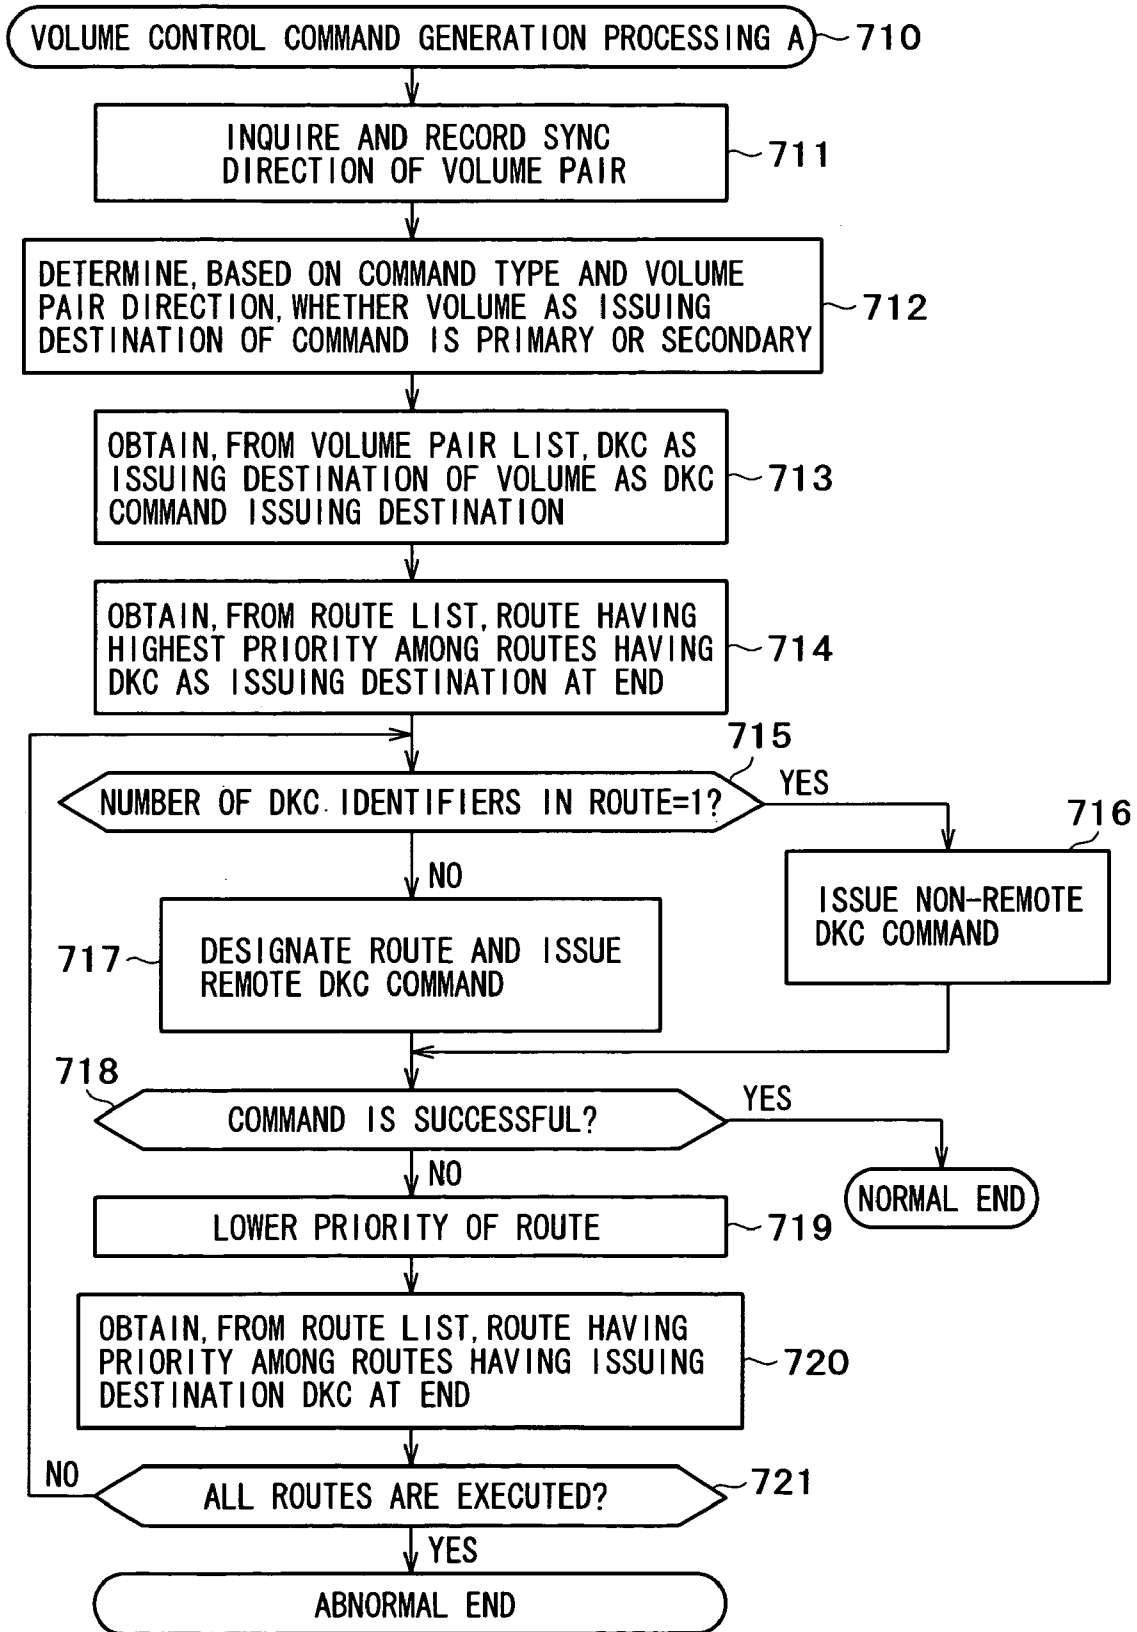 VOLUME CONTROL COMMAND GENERATION PROCESSING A
710
INQUIRE AND RECORD SYNC
DIRECTION OF VOLUME PAIR
711
DETERMINE, BASED ON COMMAND TYPE AND VOLUME
PAIR DIRECTION, WHETHER VOLUME AS ISSUING
DESTINATION OF COMMAND IS PRIMARY OR SECONDARY
712
OBTAIN, FROM VOLUME PAIR LIST, DKC AS
ISSUING DESTINATION OF VOLUME AS DKC
COMMAND ISSUING DESTINATION
713
OBTAIN, FROM ROUTE LIST, ROUTE HAVING
HIGHEST PRIORITY AMONG ROUTES HAVING
DKC AS ISSUING DESTINATION AT END
714
715
NUMBER OF DKC IDENTIFIERS IN ROUTE=1?
YES
716
ISSUE NON-REMOTE
DKC COMMAND
NO
717
DESIGNATE ROUTE AND ISSUE
REMOTE DKC COMMAND
718
COMMAND IS SUCCESSFUL?
YES
NORMAL END
NO
LOWER PRIORITY OF ROUTE
719
OBTAIN, FROM ROUTE LIST, ROUTE HAVING
PRIORITY AMONG ROUTES HAVING ISSUING
DESTINATION DKC AT END
720
NO
ALL ROUTES ARE EXECUTED?
721
YES
ABNORMAL END